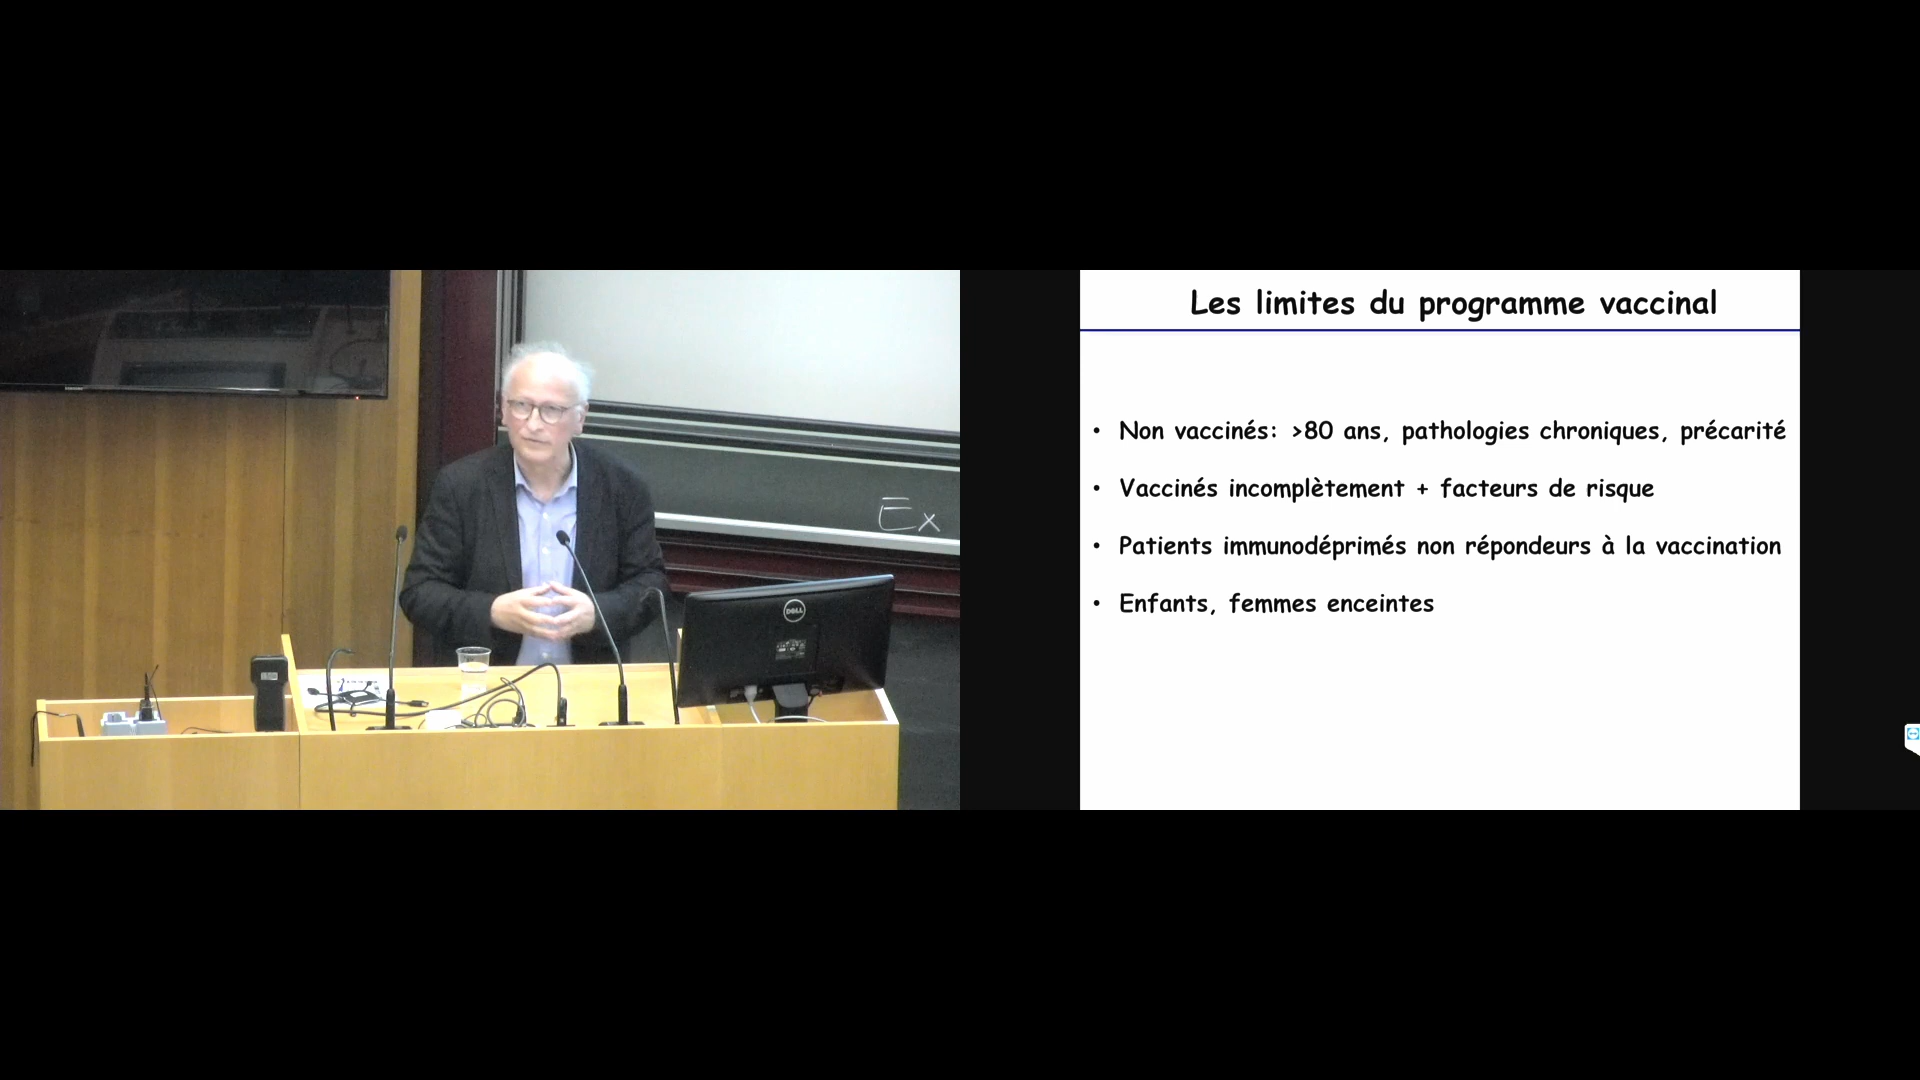 Les limites du programme vaccinal
• Non vaccinés: >80 ans, pathologies chroniques, précarité
• Vaccinés incomplètement + facteurs de risque
• Patients immunodéprimés non répondeurs à la vaccination
• Enfants, femmes enceintes
Ex
DELL